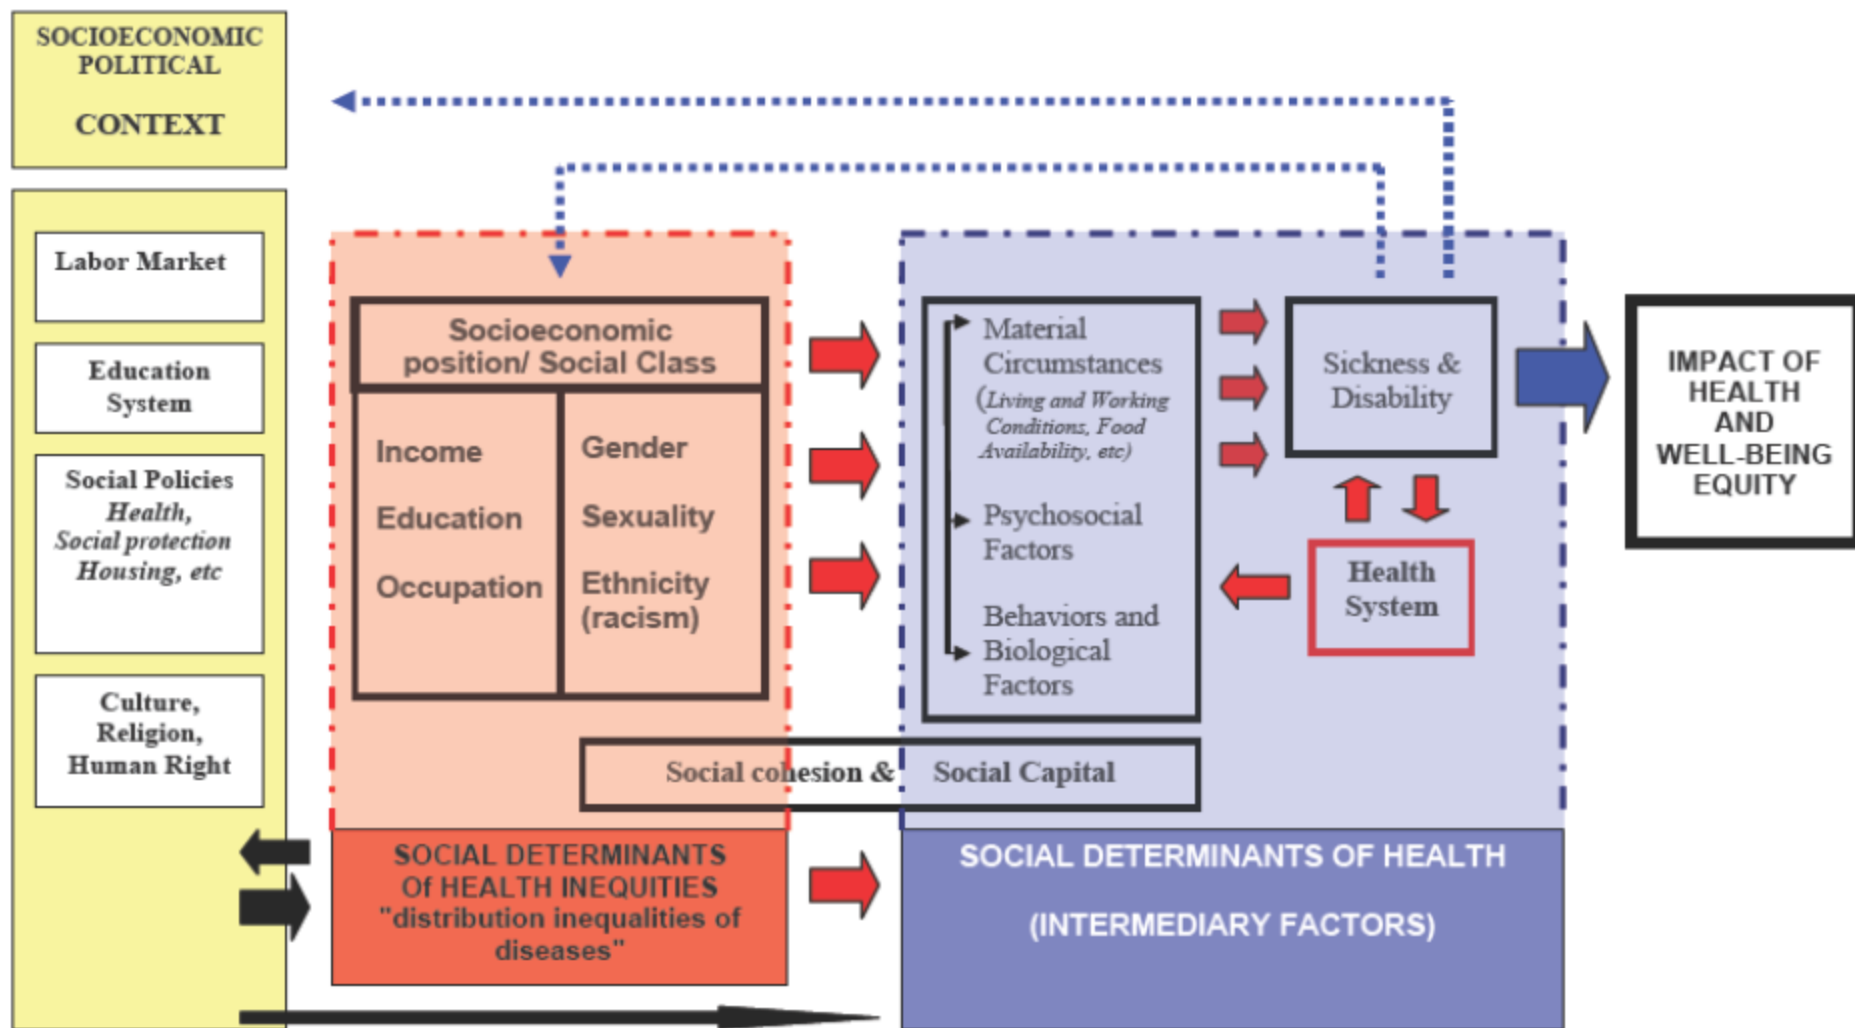 SOCIOECONOMIC
POLITICAL
CONTEXT
Labor Market
Education
System
Social Policies
Health,
Social protection
Housing, etc
Culture,
Religion,
Human Right
Socioeconomic
position/ Social Class
Income
Education
Occupation
Gender
Sexuality
Ethnicity
(racism)
SOCIAL DETERMINANTS
Of HEALTH INEQUITIES
"distribution inequalities of
diseases"
Material
Circumstances
(Living and Working
Conditions, Food
Availability, etc)
Psychosocial
Factors
Behaviors and
Biological
Factors
Social cohesion & Social Capital
Sickness &
Disability
Health
System
SOCIAL DETERMINANTS OF HEALTH
(INTERMEDIARY FACTORS)
IMPACT OF
HEALTH
AND
WELL-BEING
EQUITY